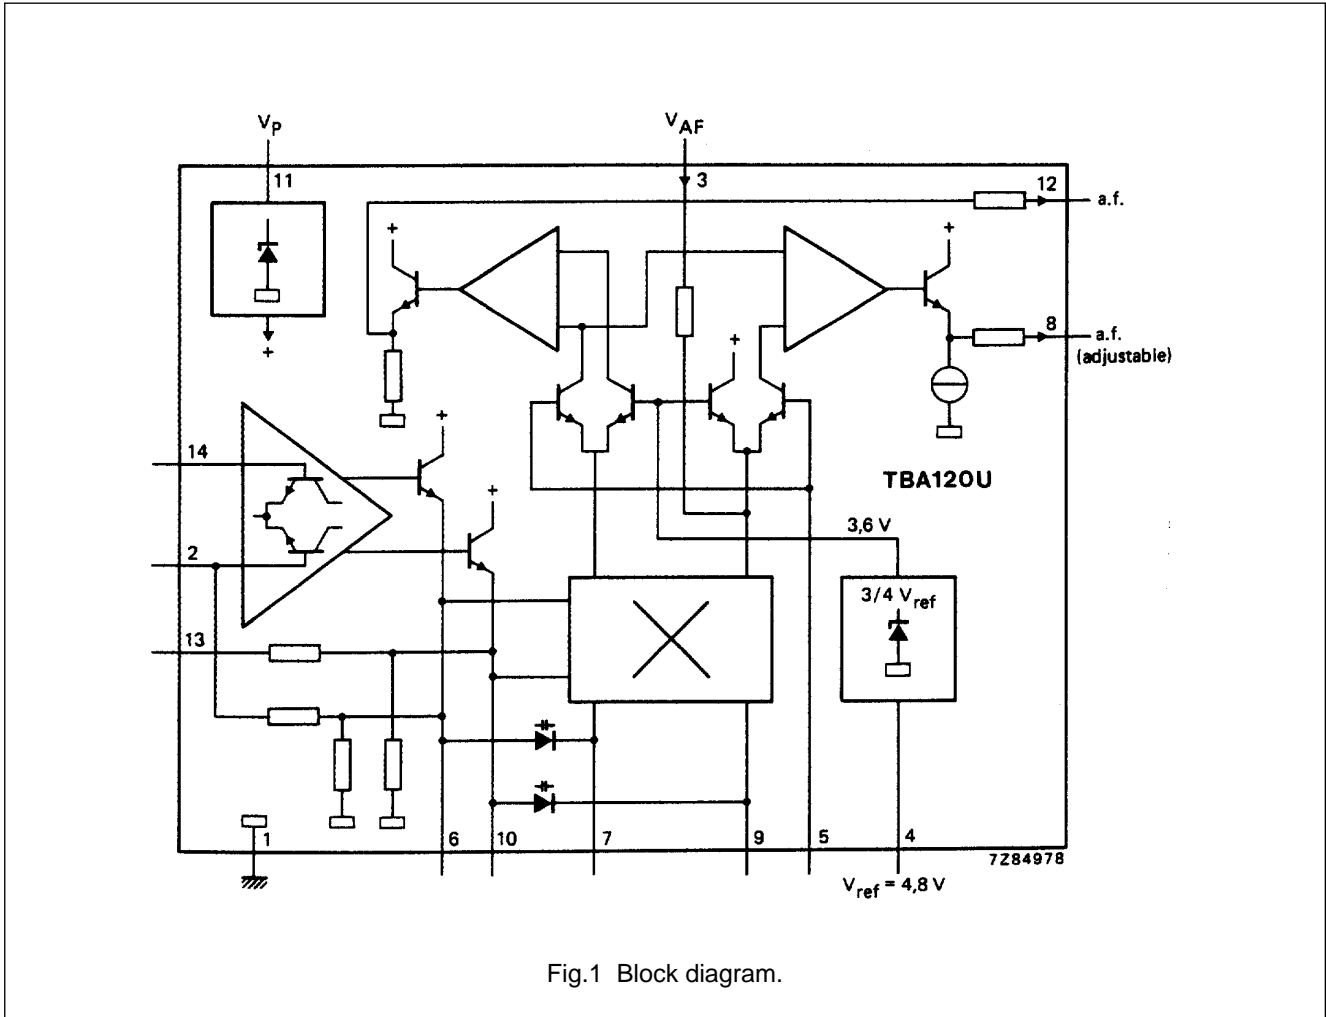 V_P
V_AF
11
3
12
a.f.
+
+
+
8
a.f.
(adjustable)
+
+
14
+
TBA120U
3,6 V
2
3/4 V_ref
13
1
6
10
7
9
5
4
7Z84978
V_ref = 4,8 V
Fig.1 Block diagram.